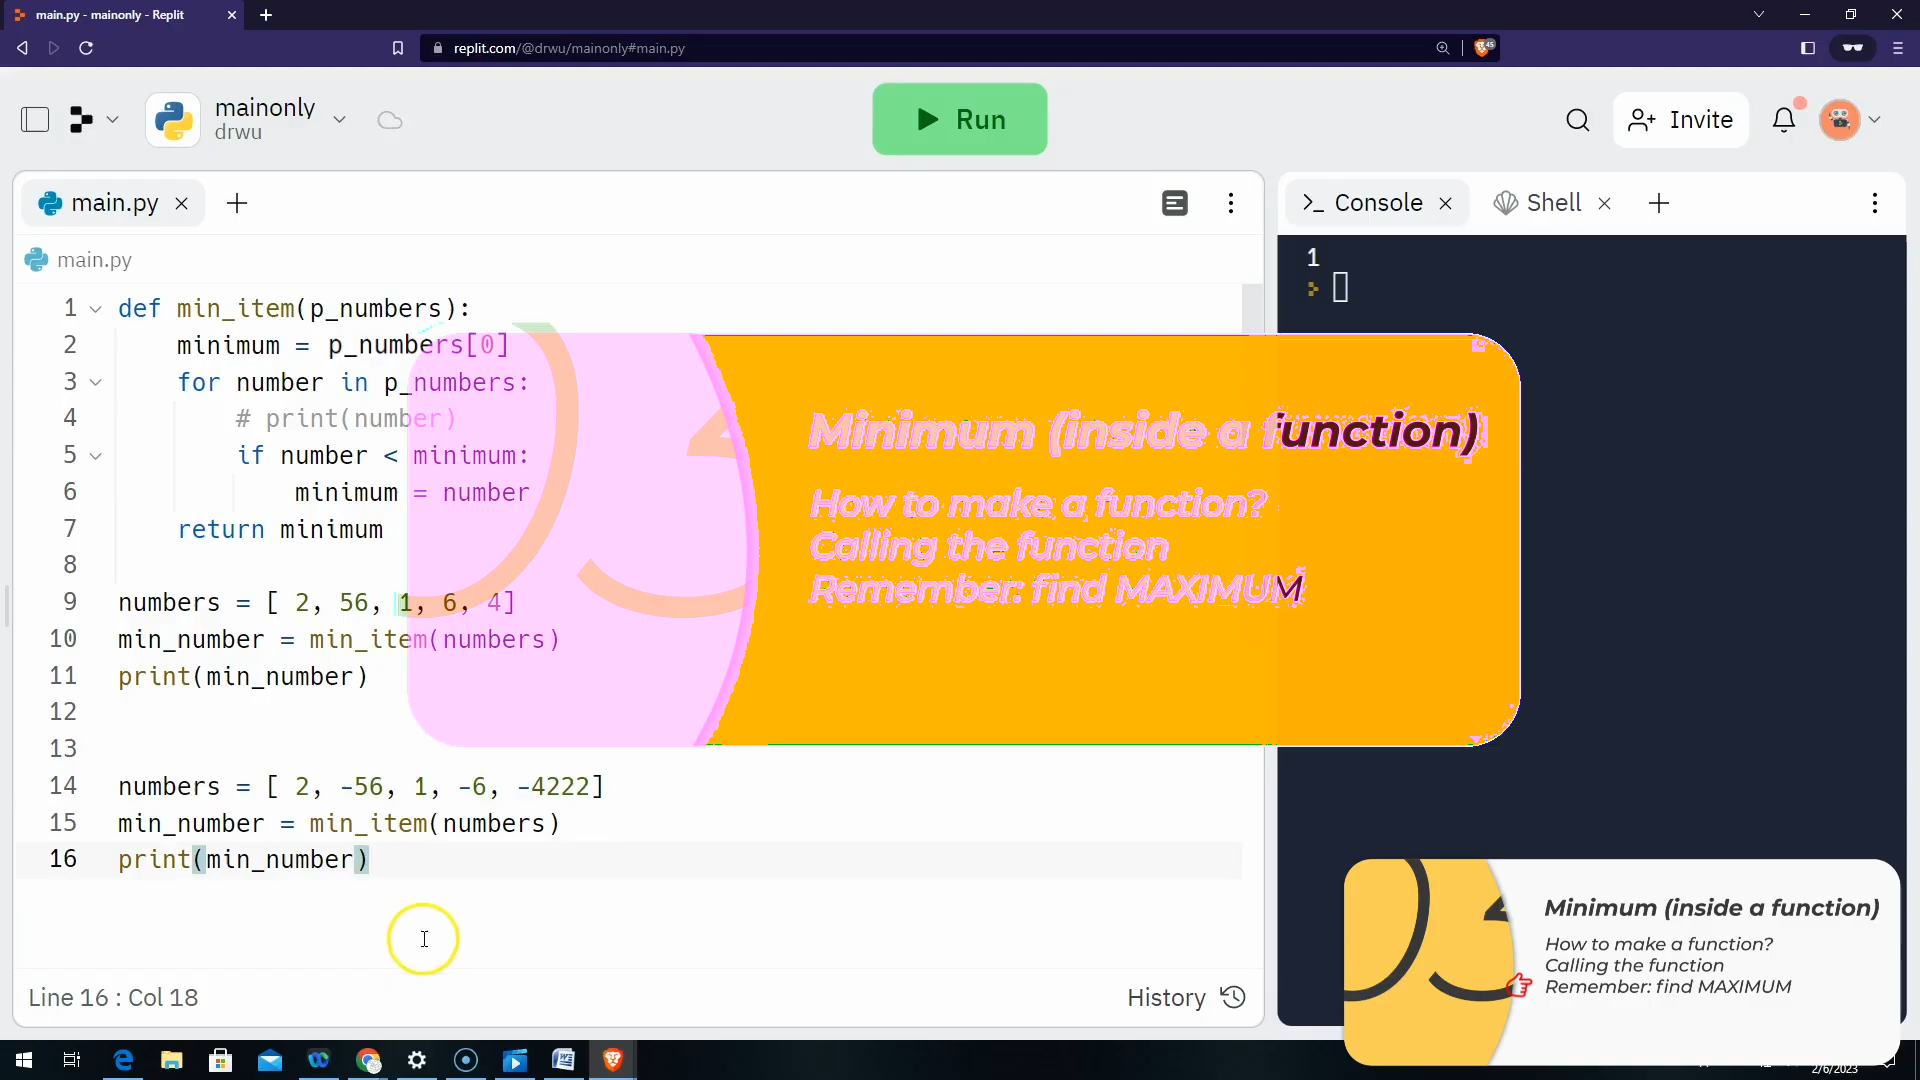 main.py - mainonly - Replit
replit.com/@drwu/mainonly#main.py
45
mainonly
drwu
Run
Invite
main.py
Console
Shell
main.py
1
1 def min_item(p_numbers):
2 minimum = p_numbers[0]
3 for number in p_numbers:
4 # print(number)
5 if number < minimum:
6 minimum = number
7 return minimum
8
9 numbers = [ 2, 56, 1, 6, 4]
10 min_number = min_item(numbers)
11 print(min_number)
12
13
14 numbers = [ 2, -56, 1, -6, -4222]
15 min_number = min_item(numbers)
16 print(min_number)
Minimum (inside a function)
How to make a function?
Calling the function
Remember: find MAXIMUM
Line 16 : Col 18
History
Minimum (inside a function)
How to make a function?
Calling the function
Remember: find MAXIMUM
2/6/2023